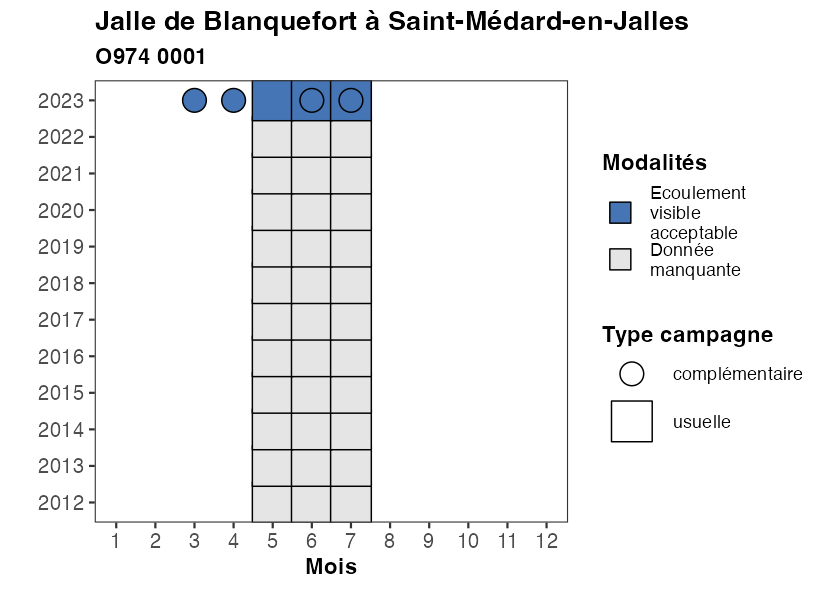 Jalle de Blanquefort à Saint-Médard-en-Jalles
O974 0001
2023
2022
2021
2020
2019
2018
2017
2016
2015
2014
2013
2012
1 2 3 4 5 6 7 8 9 10 11 12
Mois
Modalités
Ecoulement
visible
acceptable
Donnée
manquante
Type campagne
complémentaire
usuelle